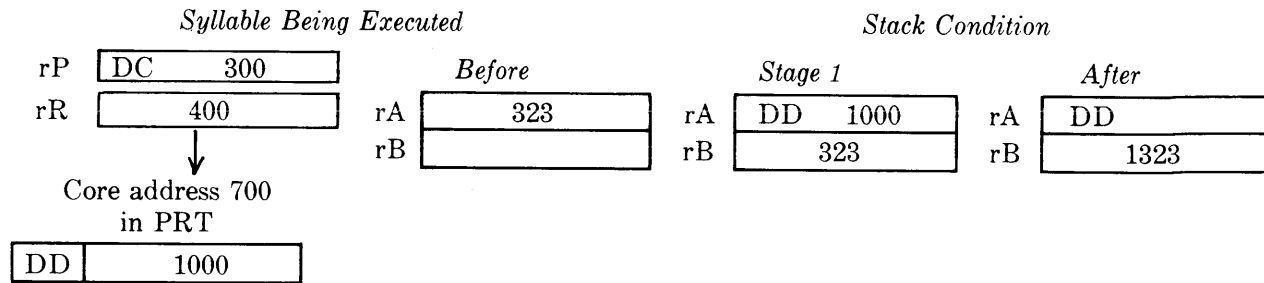 Syllable Being Executed
Stack Condition
rP DC 300
rR 400
Core address 700
in PRT
DD 1000
Before
rA 323
rB
Stage 1
rA DD 1000
rB 323
After
rA DD
rB 1323